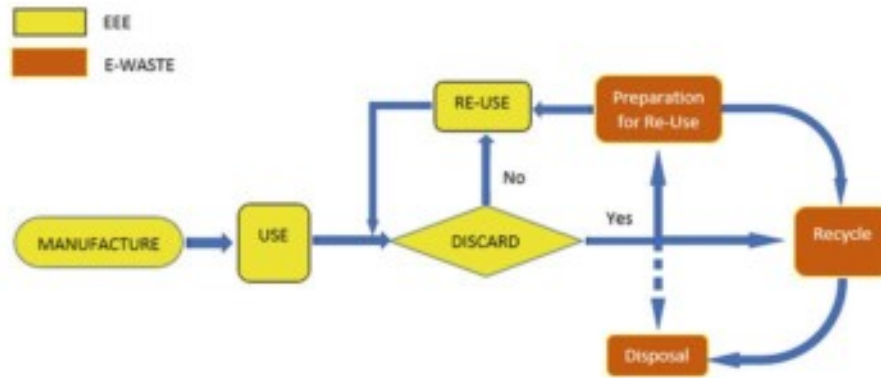 EEE
E-WASTE
RE-USE
Preparation
for Re-Use
No
Yes
MANUFACTURE
USE
DISCARD
Recycle
Disposal